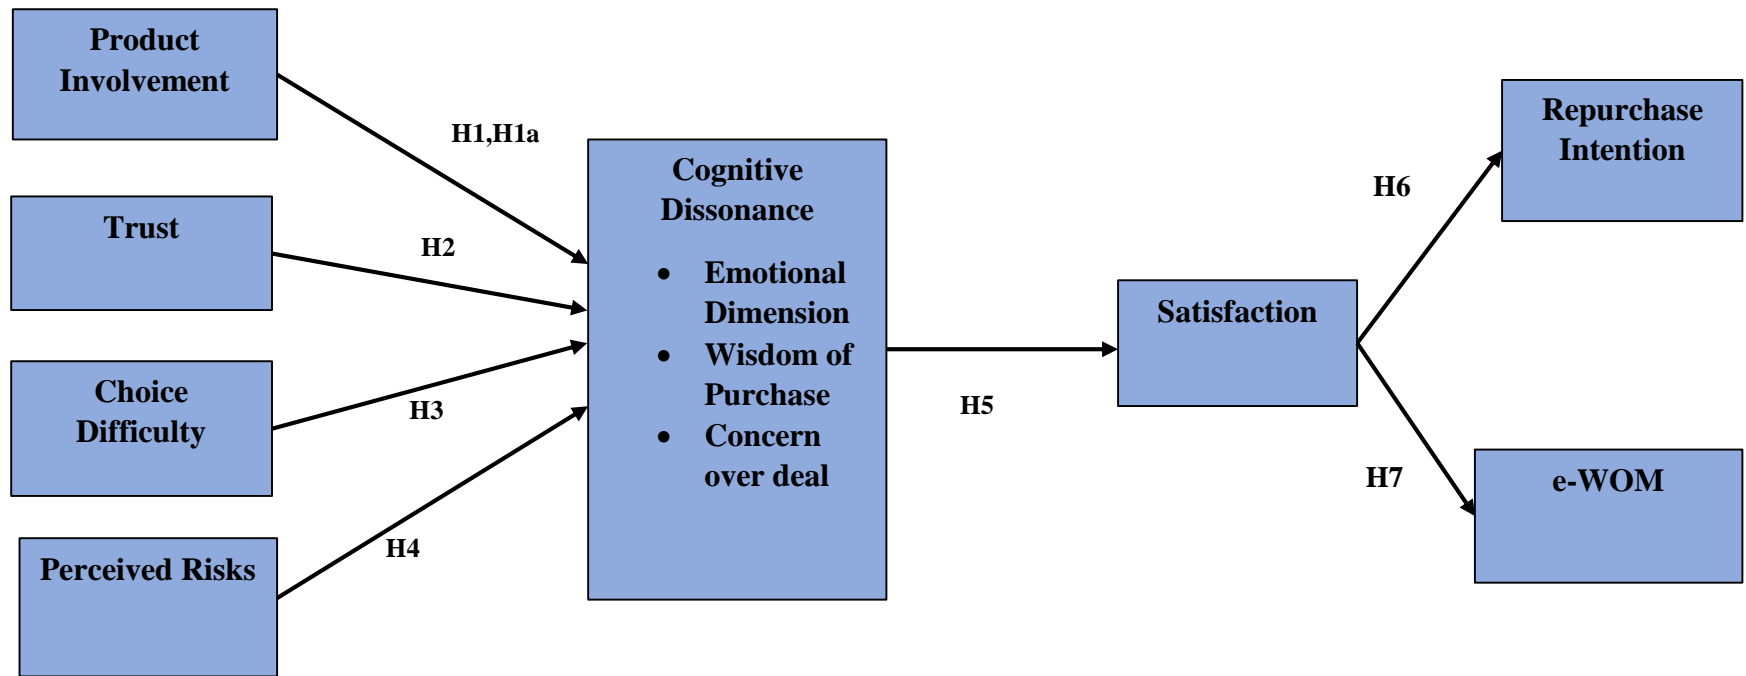 Product
Involvement
H1,H1a
Trust
H2
Choice
Difficulty
H3
Perceived Risks
H4
Cognitive
Dissonance
• Emotional
Dimension
• Wisdom of
Purchase
• Concern
over deal
H5
Satisfaction
H6
Repurchase
Intention
H7
e-WOM